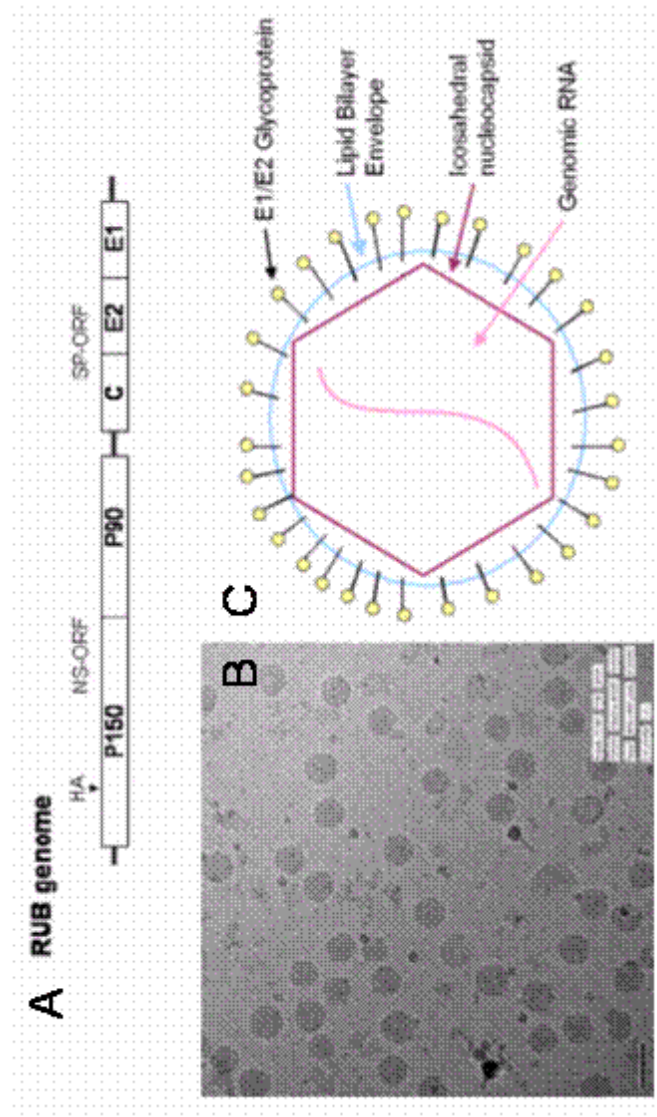 A
RUB genome
HA
NS-ORF
SP-ORF
P150
P90
C
E2
E1
B
C
E1/E2 Glycoprotein
Lipid Bilayer
Envelope
Icosahedral
nucleocapsid
Genomic RNA